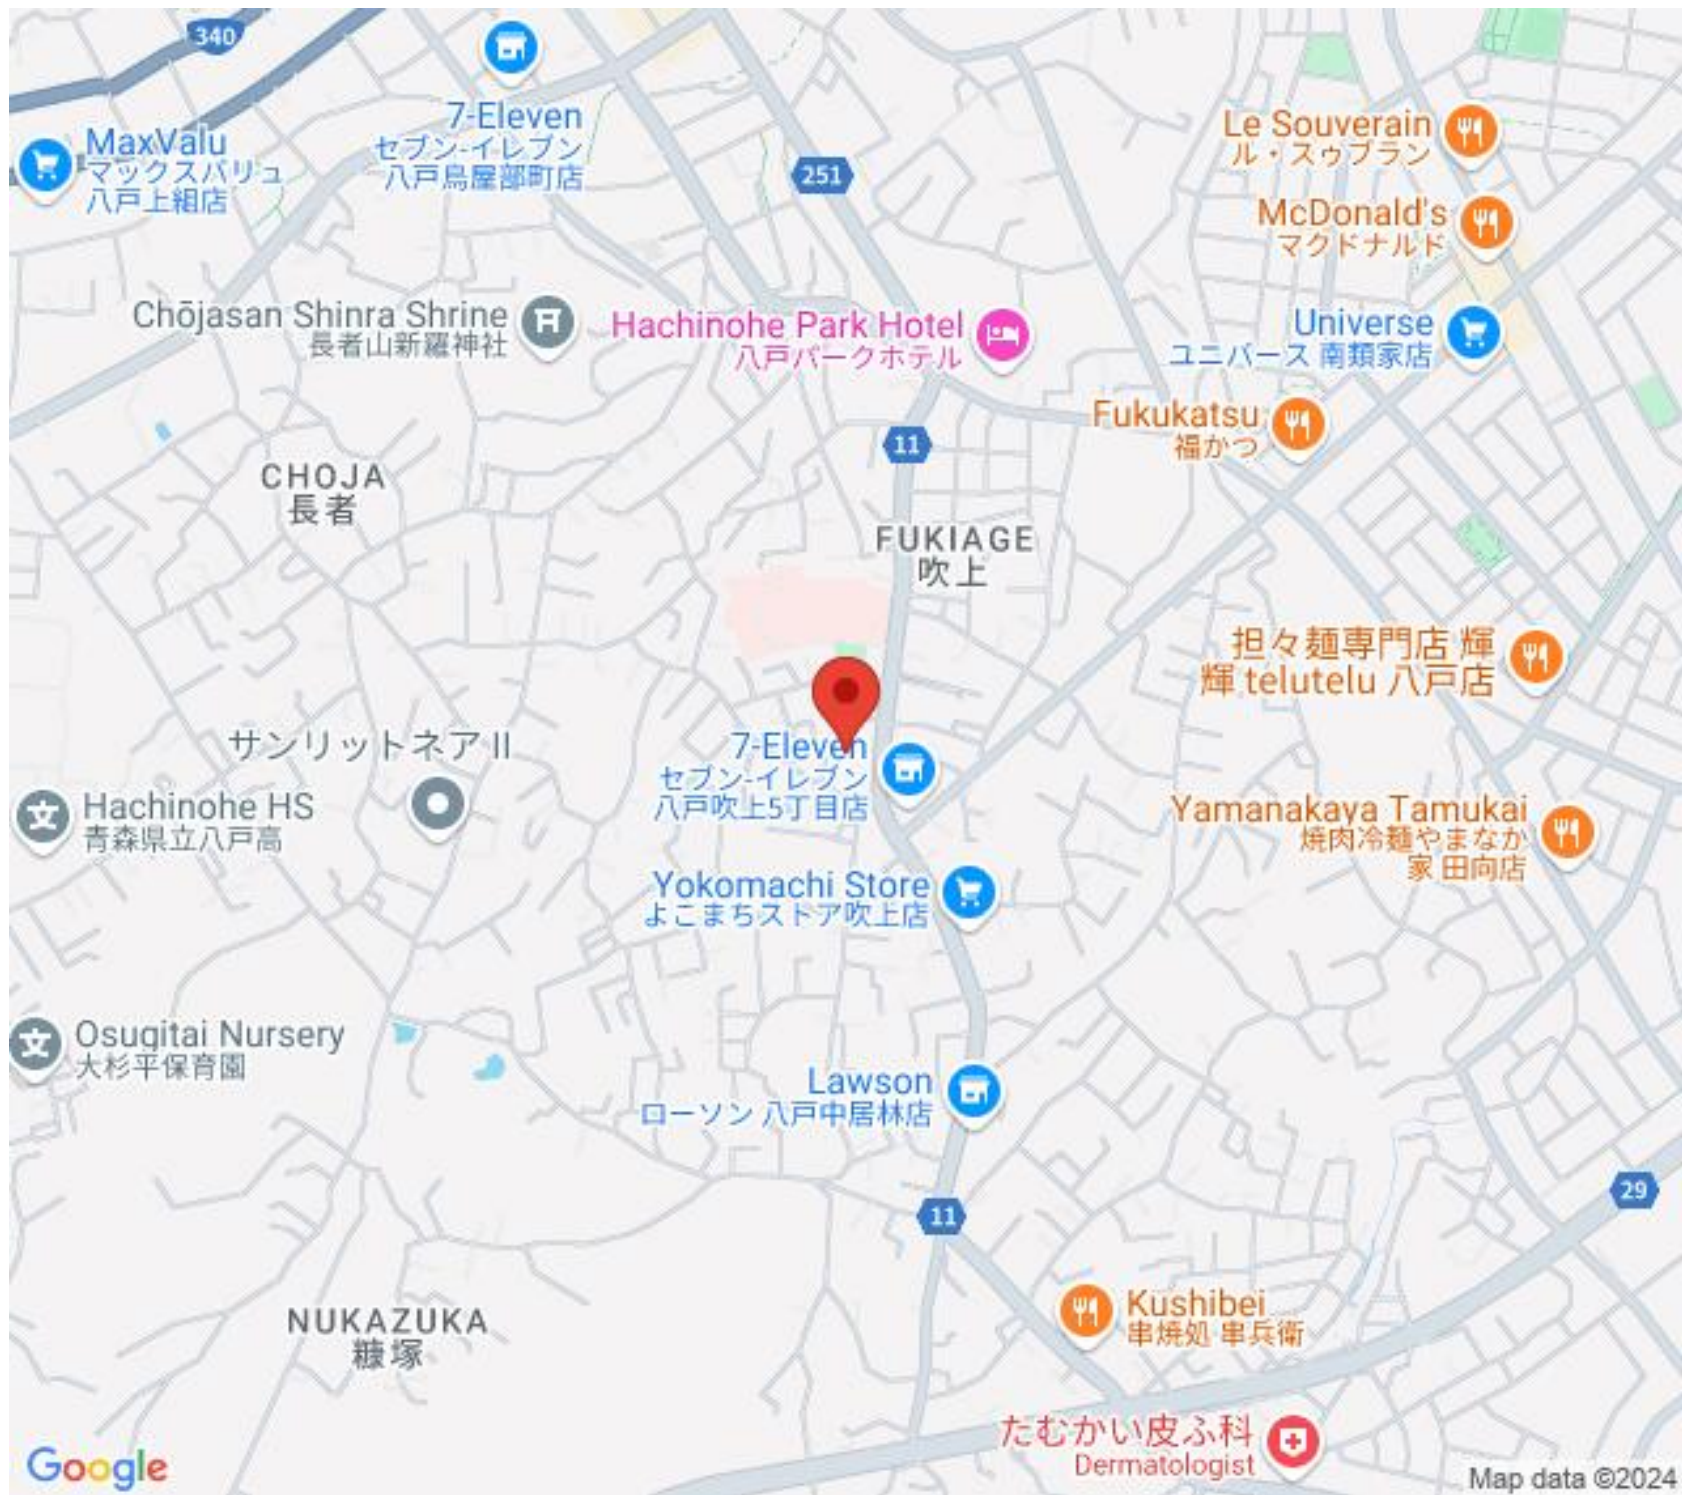 340
7-Eleven
セブン-イレブン
八戸鳥屋部町店
MaxValu
マックスバリュ
八戸上組店
251
Le Souverain
ル・スゥブラン
McDonald's
マクドナルド
Chōjasan Shinra Shrine
長者山新羅神社
Hachinohe Park Hotel
八戸パークホテル
Universe
ユニバース 南類家店
Fukukatsu
福かつ
11
CHOJA
長者
FUKIAGE
吹上
担々麺専門店 輝
輝 telutelu 八戸店
サンリットネア II
7-Eleven
セブン-イレブン
八戸吹上5丁目店
Hachinohe HS
青森県立八戸高
Yamanakaya Tamukai
焼肉冷麺やまなか
家 田向店
Yokomachi Store
よこまちストア吹上店
Osugitai Nursery
大杉平保育園
Lawson
ローソン 八戸中居林店
29
11
Kushibei
串焼処 串兵衛
NUKAZUKA
糠塚
たむかい皮ふ科
Dermatologist
Google
Map data ©2024